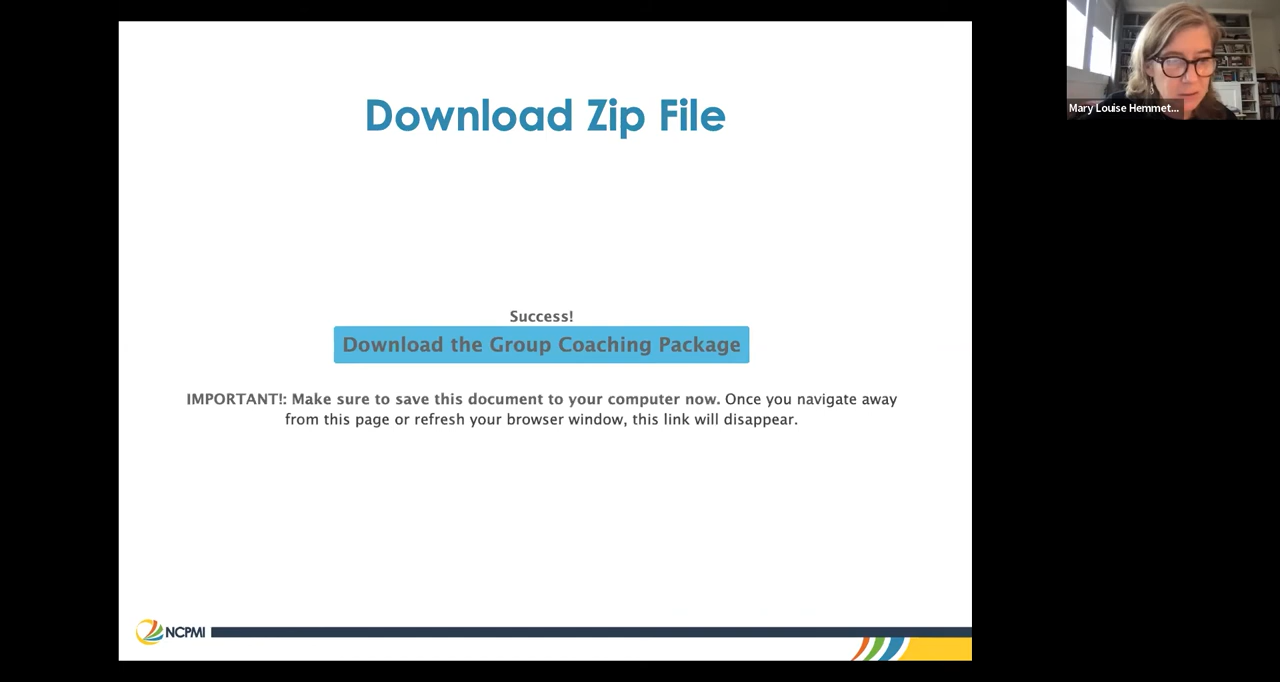 Download Zip File
Mary Louise Hemmet...
Success!
Download the Group Coaching Package
IMPORTANT!: Make sure to save this document to your computer now. Once you navigate away
from this page or refresh your browser window, this link will disappear.
NCPMI